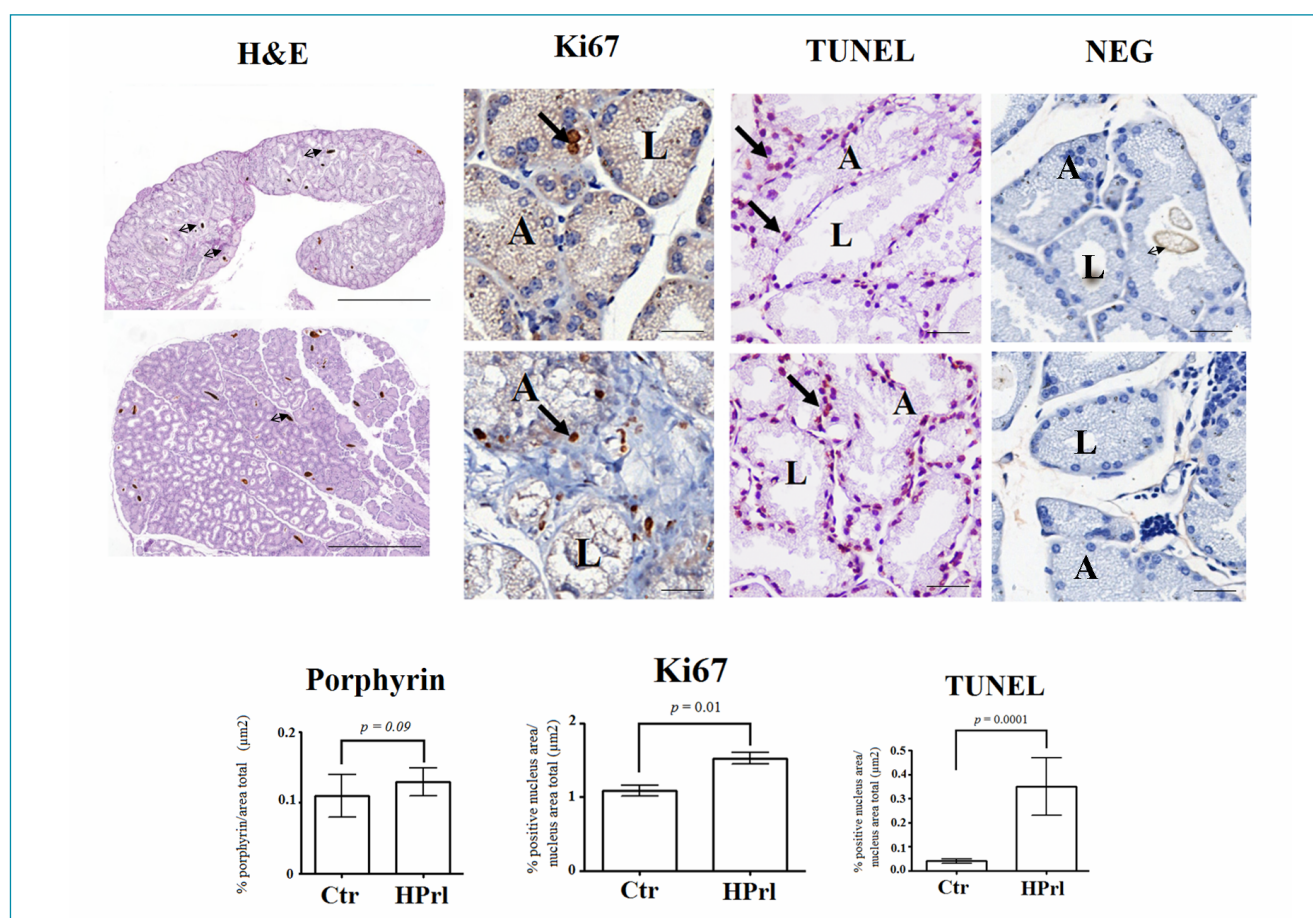 H&E
Ki67
TUNEL
NEG
L
A
A
L
A
L
A
L
A
L
L
A
Porphyrin
% porphyrin/area total (µm2)
p = 0.09
0.2
0.1
0
Ctr
HPrl
Ki67
% positive nucleus area/
nucleus area total (µm2)
p = 0.01
2
1
0
Ctr
HPrl
TUNEL
% positive nucleus area/
nucleus area total (µm2)
p = 0.0001
0.5
0.4
0.3
0.2
0.1
0.0
Ctr
HPrl